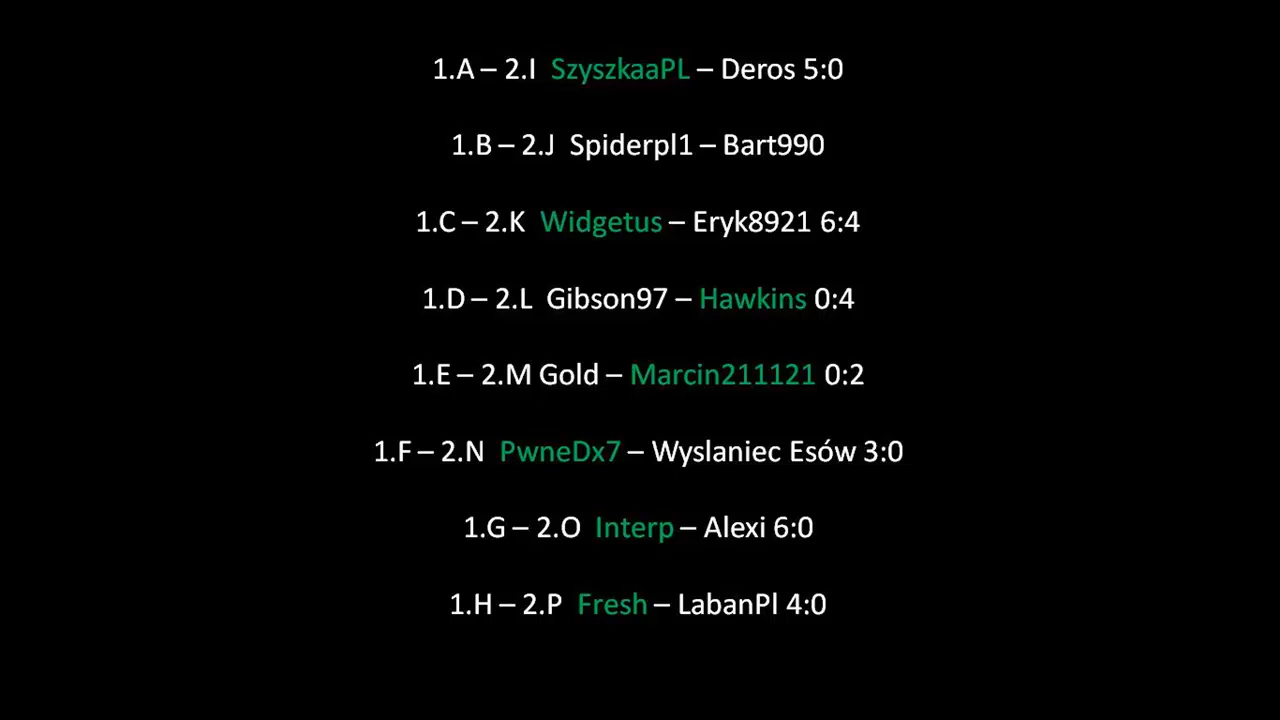 1.A – 2.I SzyszkaaPL – Deros 5:0
1.B – 2.J Spiderpl1 – Bart990
1.C – 2.K Widgetus – Eryk8921 6:4
1.D – 2.L Gibson97 – Hawkins 0:4
1.E – 2.M Gold – Marcin211121 0:2
1.F – 2.N PwneDx7 – Wyslaniec Esów 3:0
1.G – 2.O Interp – Alexi 6:0
1.H – 2.P Fresh – LabanPl 4:0